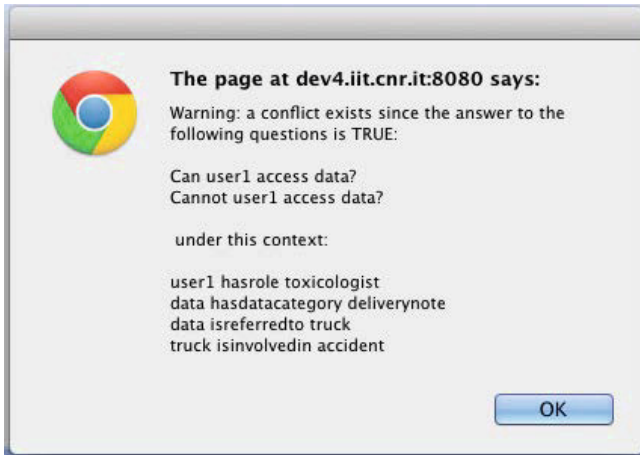 The page at dev4.iit.cnr.it:8080 says:
Warning: a conflict exists since the answer to the
following questions is TRUE:
Can user1 access data?
Cannot user1 access data?
under this context:
user1 hasrole toxicologist
data hasdatacategory deliverynote
data isreferredto truck
truck isinvolvedin accident
OK